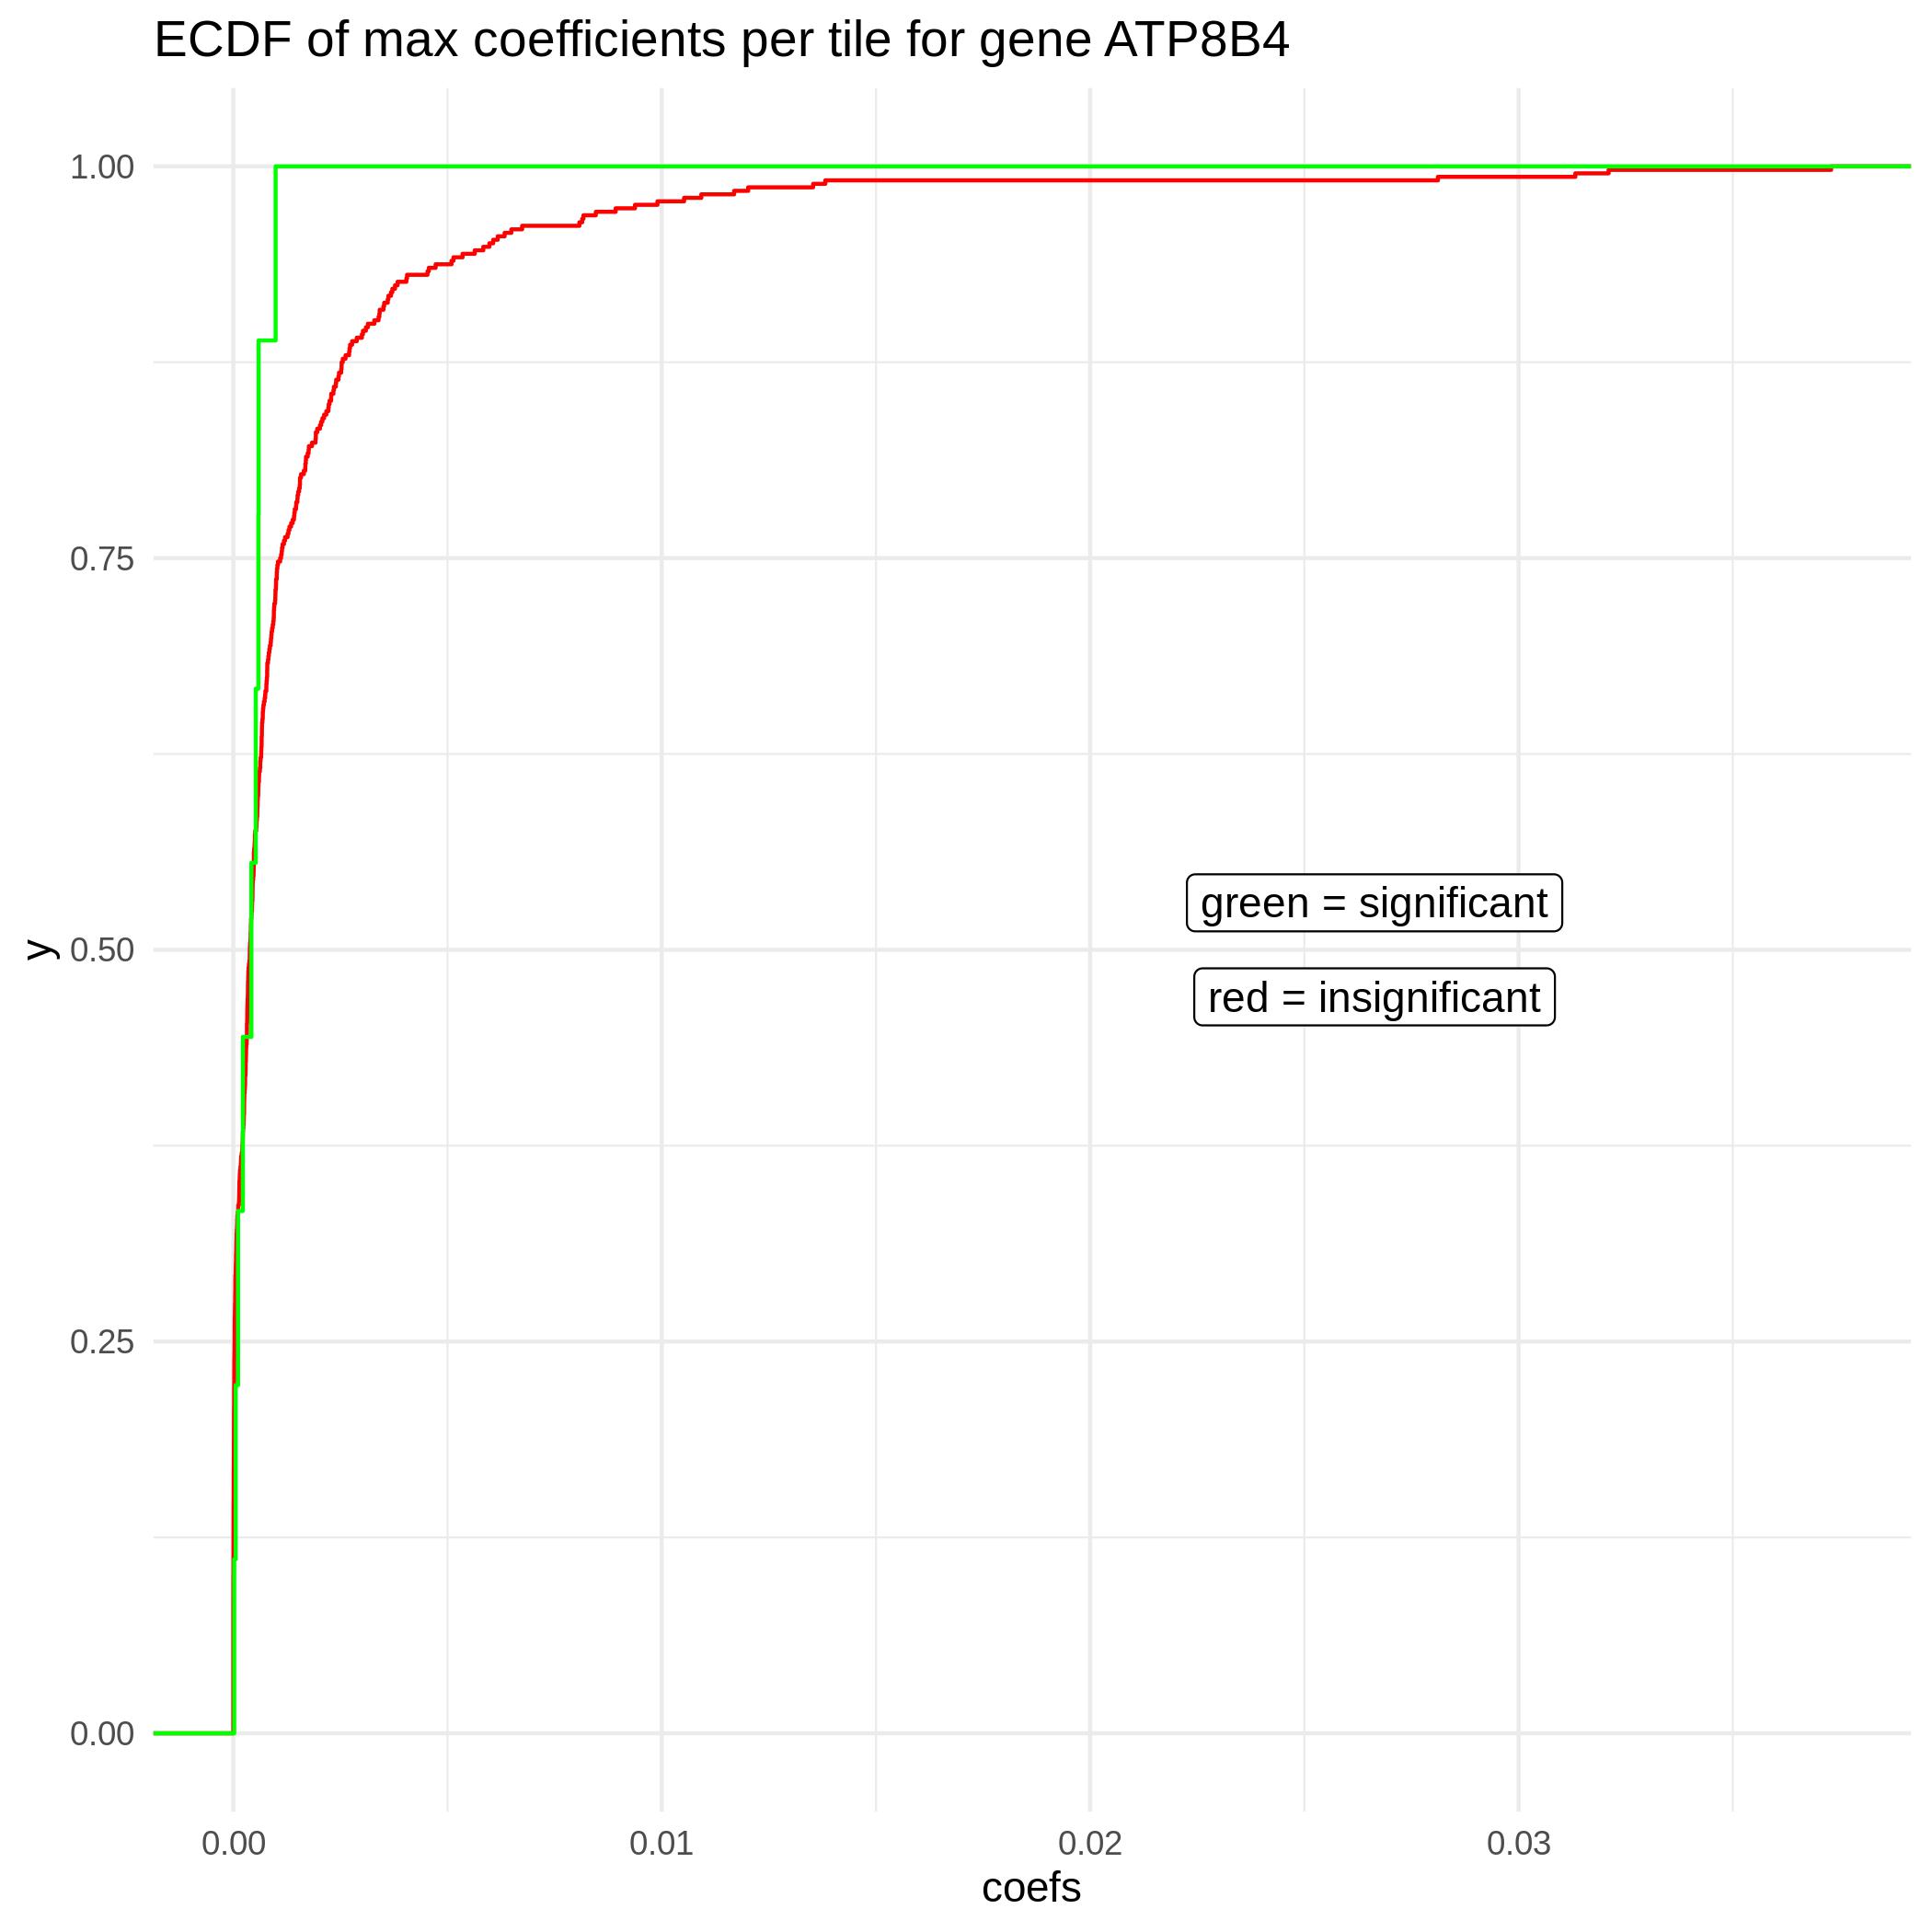 ECDF of max coefficients per tile for gene ATP8B4
1.00
0.75
0.50
0.25
0.00
y
green = significant
red = insignificant
0.00 0.01 0.02 0.03
coefs